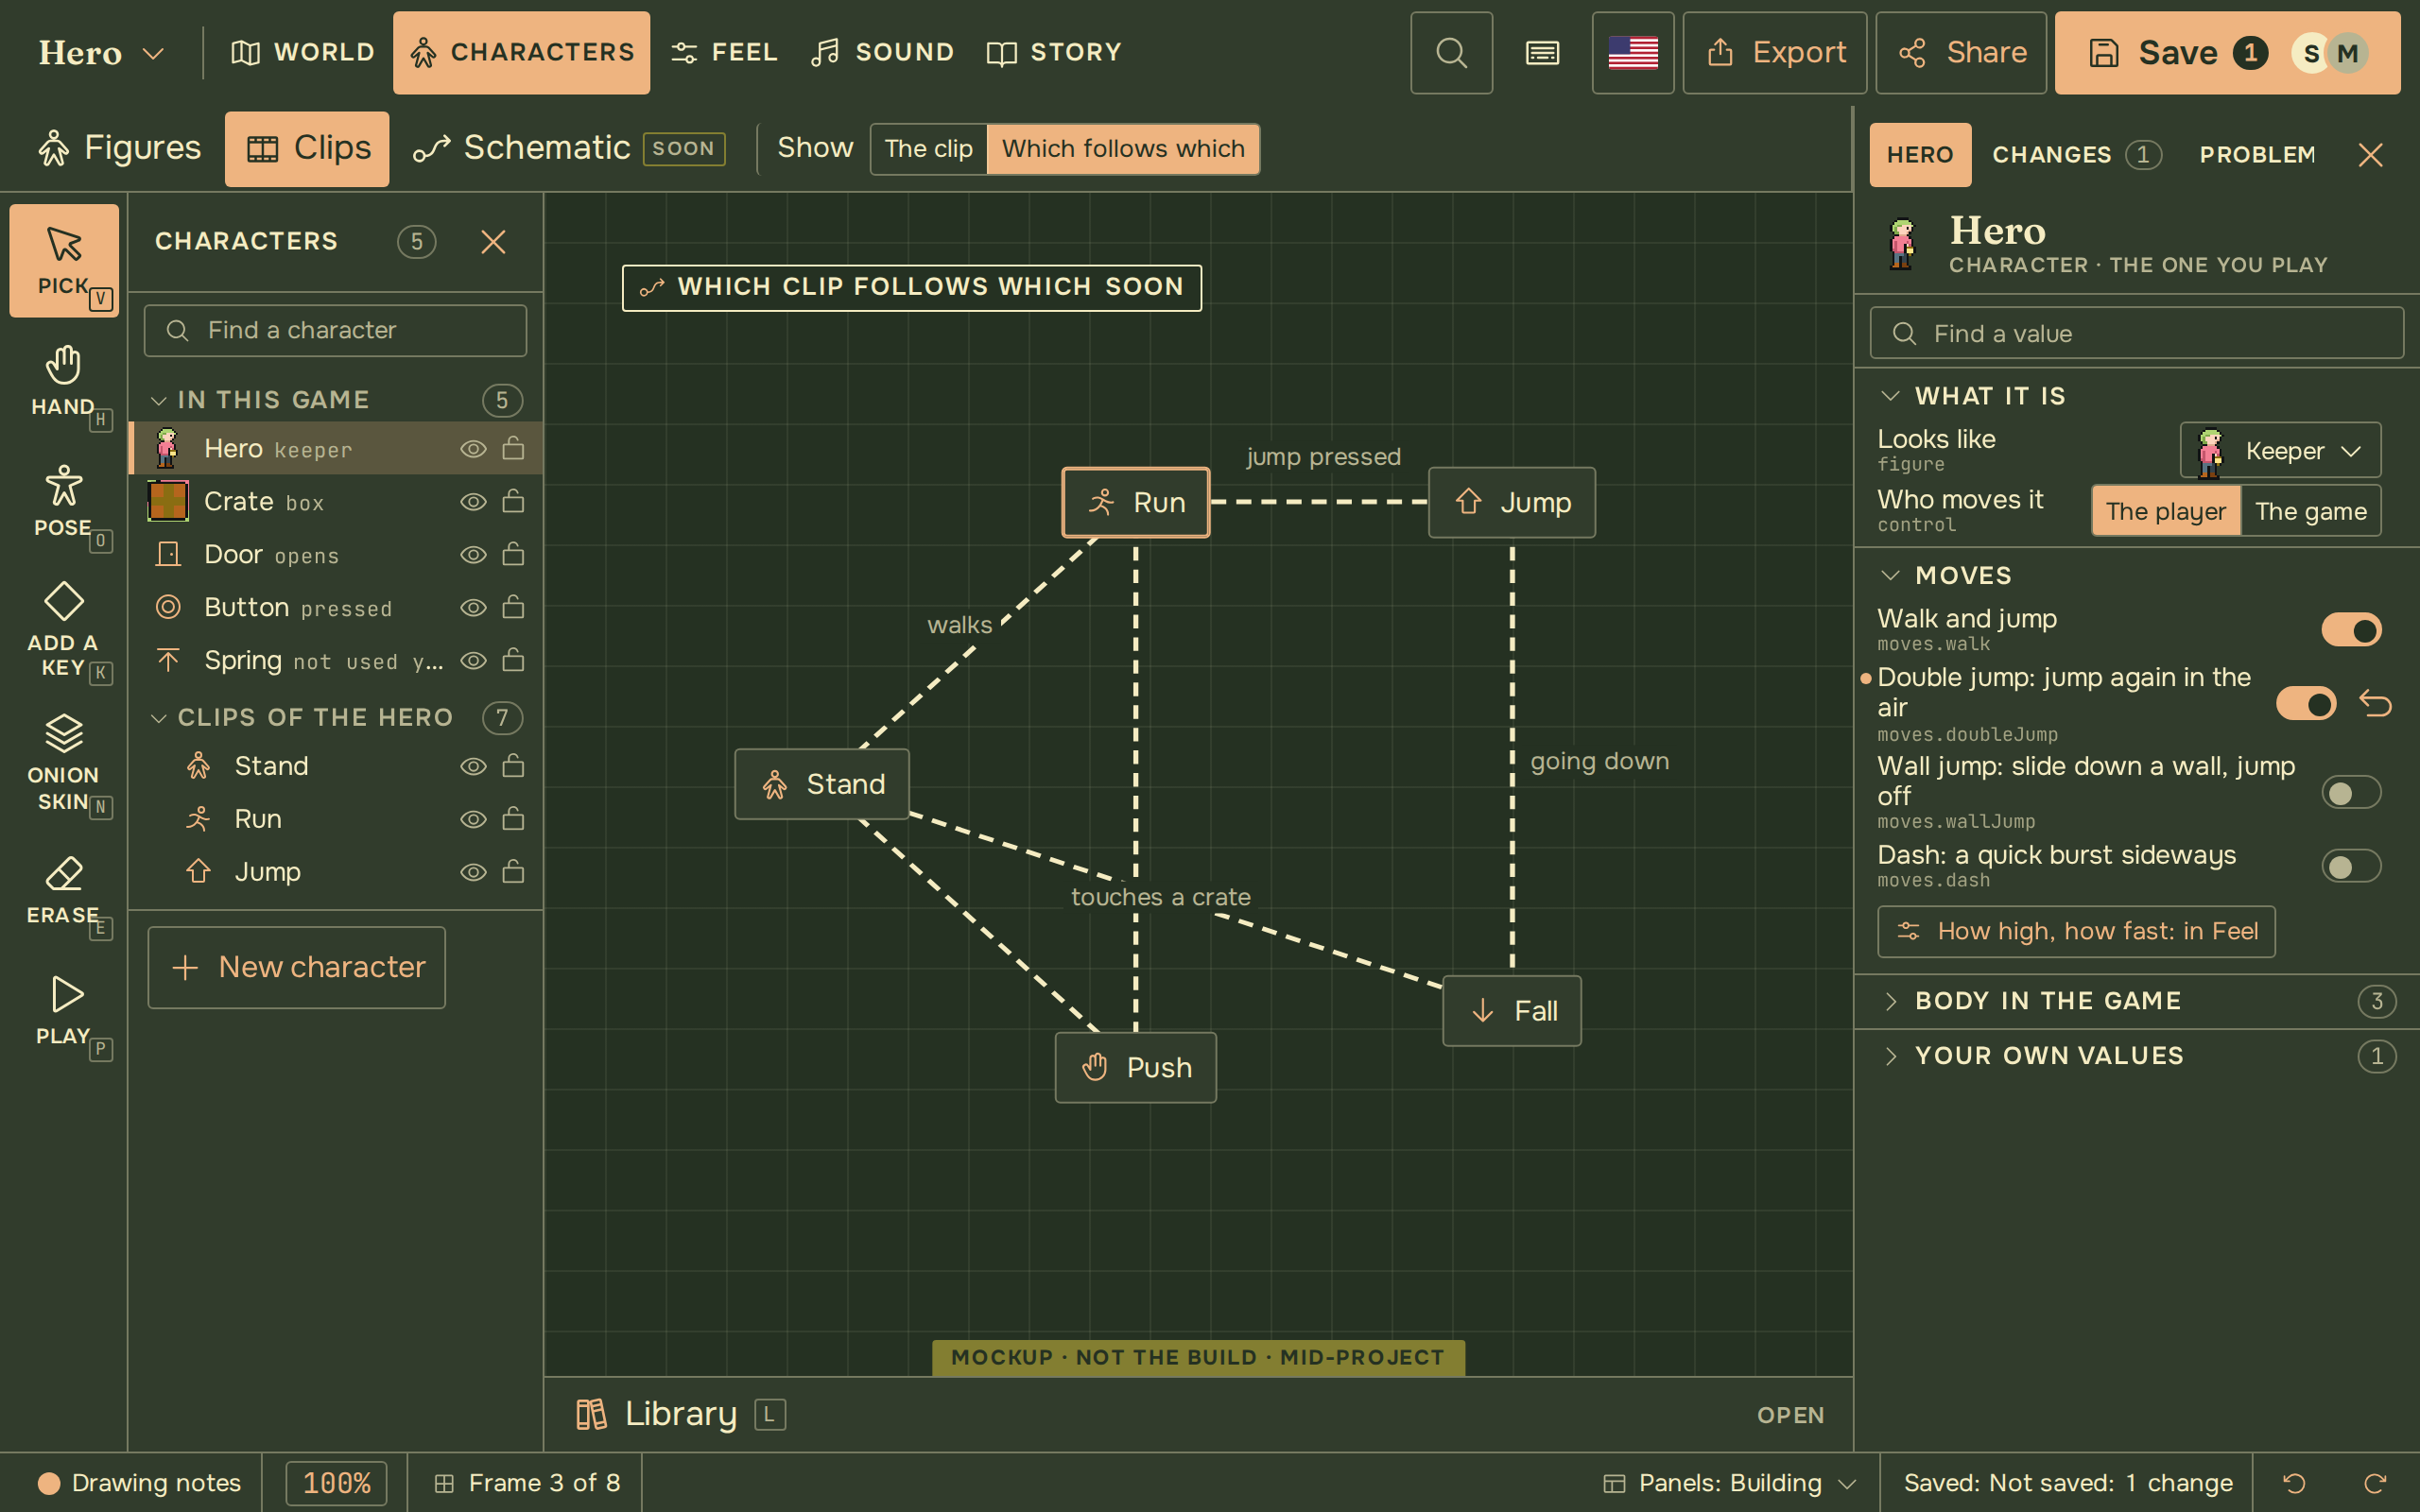 Hero
WORLD
CHARACTERS
FEEL
SOUND
STORY
Export
Share
Save 1 S M
Figures
Clips
Schematic SOON
Show
The clip
Which follows which
HERO
CHANGES 1
PROBLEM
PICK V
HAND H
POSE O
ADD A
KEY K
ONION
SKIN N
ERASE E
PLAY P
CHARACTERS 5
Find a character
IN THIS GAME 5
Hero keeper
Crate box
Door opens
Button pressed
Spring not used y…
CLIPS OF THE HERO 7
Stand
Run
Jump
New character
WHICH CLIP FOLLOWS WHICH SOON
jump pressed
Run
Jump
walks
going down
Stand
touches a crate
Fall
Push
MOCKUP · NOT THE BUILD · MID-PROJECT
Library L
OPEN
Hero
CHARACTER · THE ONE YOU PLAY
Find a value
WHAT IT IS
Looks like
figure
Keeper
Who moves it
control
The player
The game
MOVES
Walk and jump
moves.walk
Double jump: jump again in the
air
moves.doubleJump
Wall jump: slide down a wall, jump
off
moves.wallJump
Dash: a quick burst sideways
moves.dash
How high, how fast: in Feel
BODY IN THE GAME 3
YOUR OWN VALUES 1
Drawing notes
100%
Frame 3 of 8
Panels: Building
Saved: Not saved: 1 change